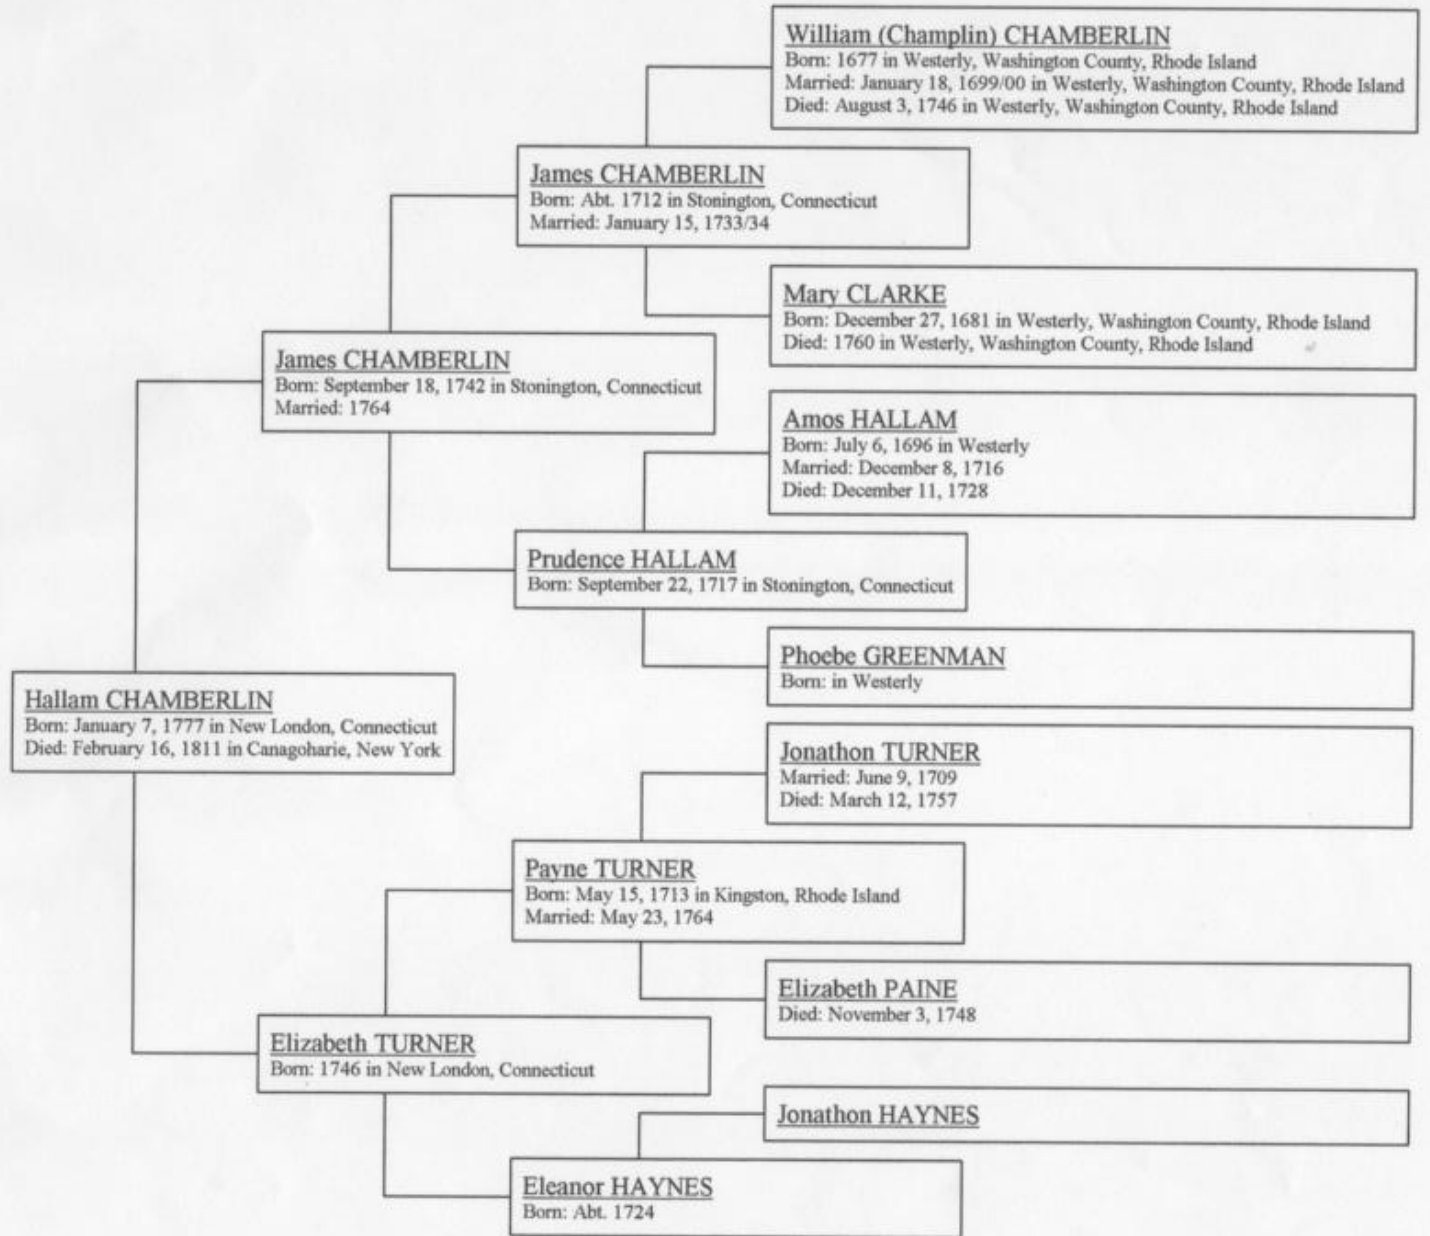 William (Champlin) CHAMBERLIN
Born: 1677 in Westerly, Washington County, Rhode Island
Married: January 18, 1699/00 in Westerly, Washington County, Rhode Island
Died: August 3, 1746 in Westerly, Washington County, Rhode Island
James CHAMBERLIN
Born: Abt. 1712 in Stonington, Connecticut
Married: January 15, 1733/34
Mary CLARKE
Born: December 27, 1681 in Westerly, Washington County, Rhode Island
Died: 1760 in Westerly, Washington County, Rhode Island
James CHAMBERLIN
Born: September 18, 1742 in Stonington, Connecticut
Married: 1764
Amos HALLAM
Born: July 6, 1696 in Westerly
Married: December 8, 1716
Died: December 11, 1728
Prudence HALLAM
Born: September 22, 1717 in Stonington, Connecticut
Phoebe GREENMAN
Born: in Westerly
Hallam CHAMBERLIN
Born: January 7, 1777 in New London, Connecticut
Died: February 16, 1811 in Canagoharie, New York
Jonathon TURNER
Married: June 9, 1709
Died: March 12, 1757
Payne TURNER
Born: May 15, 1713 in Kingston, Rhode Island
Married: May 23, 1764
Elizabeth PAINE
Died: November 3, 1748
Elizabeth TURNER
Born: 1746 in New London, Connecticut
Jonathon HAYNES
Eleanor HAYNES
Born: Abt. 1724